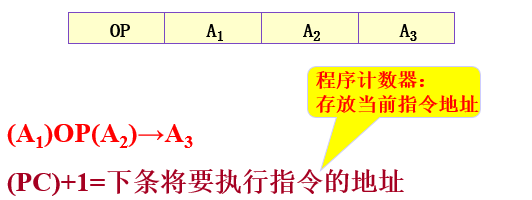 OP A₁ A₂ A₃
程序计数器：
存放当前指令地址
(A₁)OP(A₂)→A₃
(PC)+1=下条将要执行指令的地址